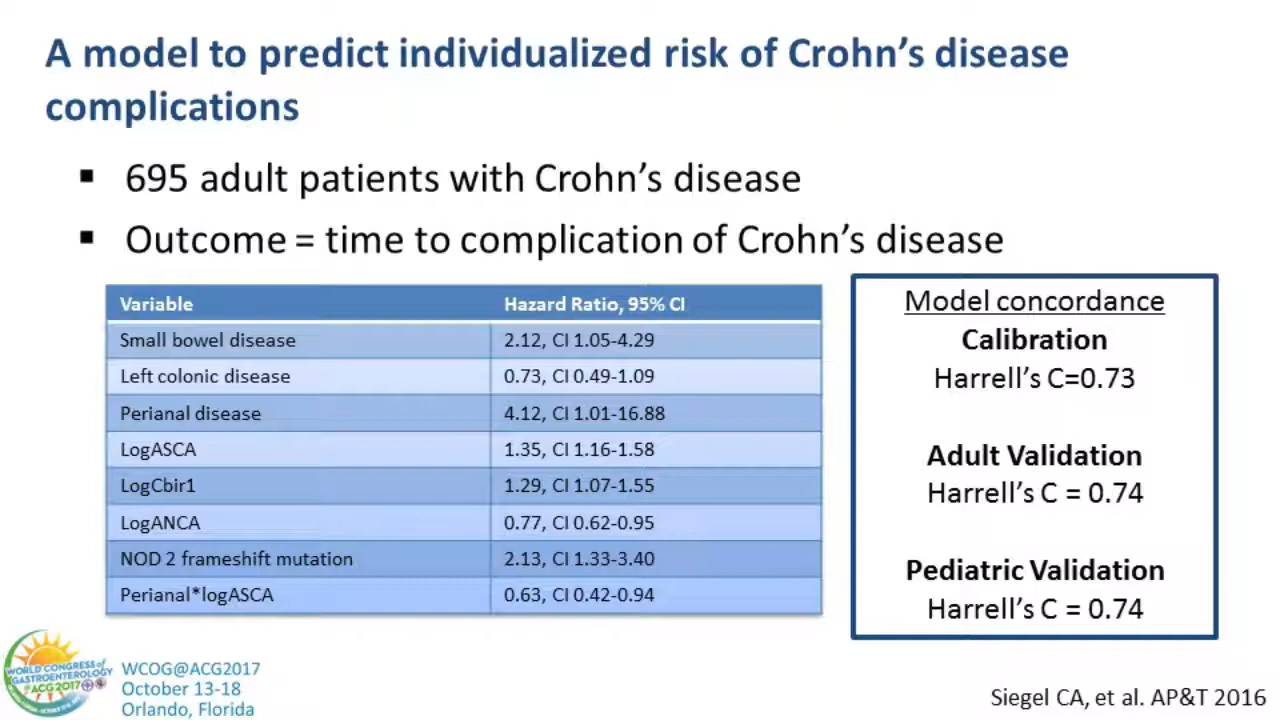 A model to predict individualized risk of Crohn's disease
complications
▪ 695 adult patients with Crohn's disease
▪ Outcome = time to complication of Crohn's disease
Variable Hazard Ratio, 95% CI
Small bowel disease 2.12, CI 1.05-4.29
Left colonic disease 0.73, CI 0.49-1.09
Perianal disease 4.12, CI 1.01-16.88
LogASCA 1.35, CI 1.16-1.58
LogCbir1 1.29, CI 1.07-1.55
LogANCA 0.77, CI 0.62-0.95
NOD 2 frameshift mutation 2.13, CI 1.33-3.40
Perianal*logASCA 0.63, CI 0.42-0.94
Model concordance
Calibration
Harrell's C=0.73
Adult Validation
Harrell's C = 0.74
Pediatric Validation
Harrell's C = 0.74
WORLD CONGRESS of
GASTROENTEROLOGY
ACG2017
WCOG@ACG2017
October 13-18
Orlando, Florida
Siegel CA, et al. AP&T 2016